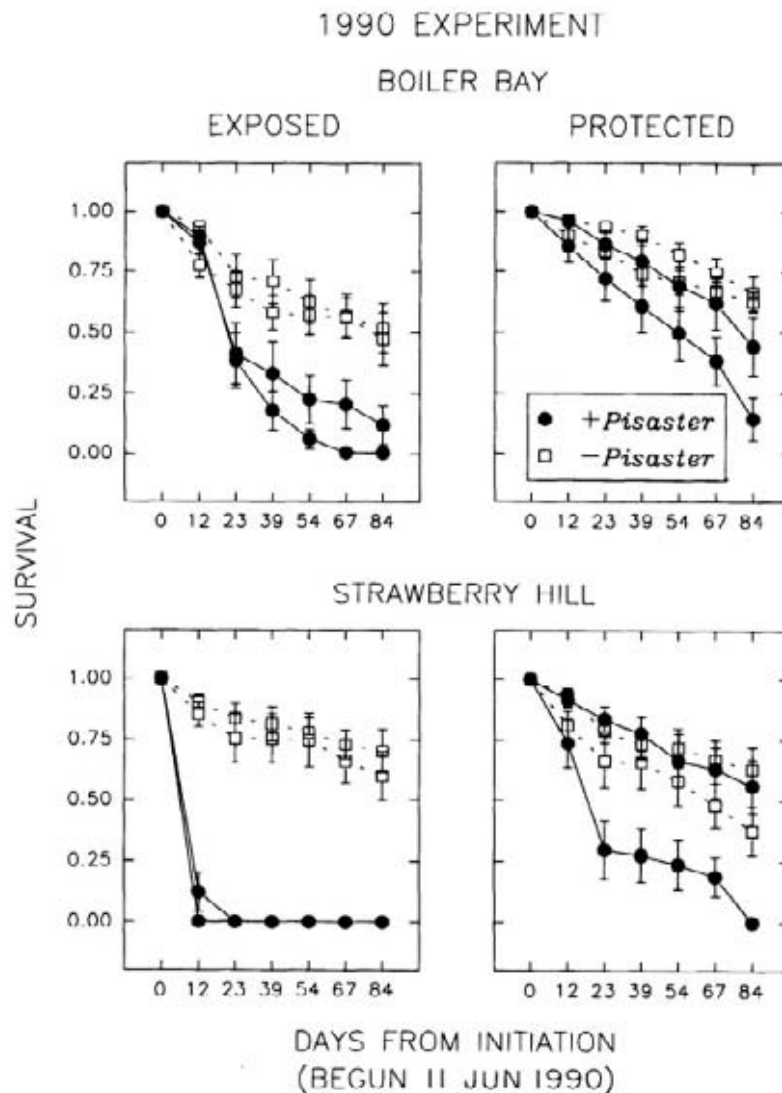 1990 EXPERIMENT
BOILER BAY
EXPOSED PROTECTED
1.00
0.75
0.50
0.25
0.00
+Pisaster
−Pisaster
0 12 23 39 54 67 84 0 12 23 39 54 67 84
SURVIVAL
STRAWBERRY HILL
1.00
0.75
0.50
0.25
0.00
0 12 23 39 54 67 84 0 12 23 39 54 67 84
DAYS FROM INITIATION
(BEGUN 11 JUN 1990)